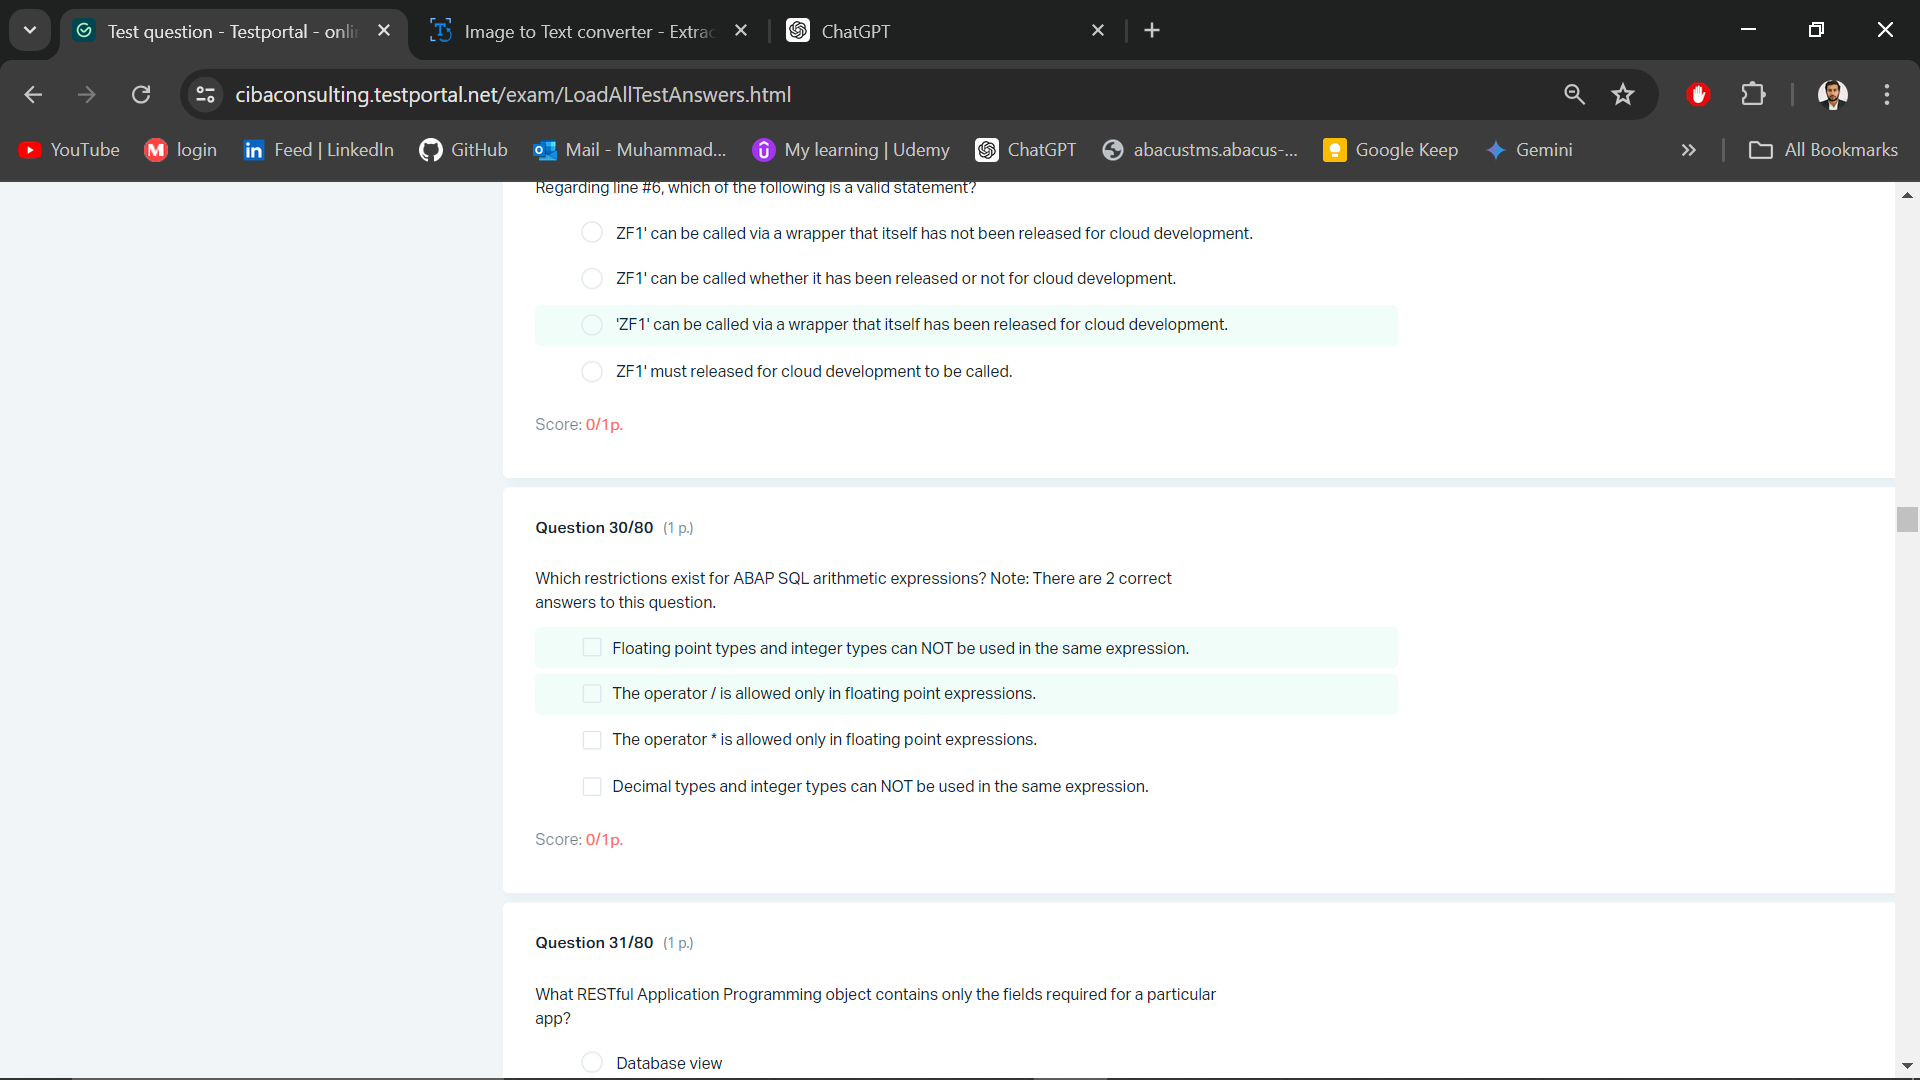 Test question - Testportal - onli
Image to Text converter - Extrac
ChatGPT
cibaconsulting.testportal.net/exam/LoadAllTestAnswers.html
YouTube
login
Feed | LinkedIn
GitHub
Mail - Muhammad...
My learning | Udemy
ChatGPT
abacustms.abacus-...
Google Keep
Gemini
All Bookmarks
Regarding line #6, which of the following is a valid statement?
ZF1' can be called via a wrapper that itself has not been released for cloud development.
ZF1' can be called whether it has been released or not for cloud development.
'ZF1' can be called via a wrapper that itself has been released for cloud development.
ZF1' must released for cloud development to be called.
Score: 0/1p.
Question 30/80 (1 p.)
Which restrictions exist for ABAP SQL arithmetic expressions? Note: There are 2 correct
answers to this question.
Floating point types and integer types can NOT be used in the same expression.
The operator / is allowed only in floating point expressions.
The operator * is allowed only in floating point expressions.
Decimal types and integer types can NOT be used in the same expression.
Score: 0/1p.
Question 31/80 (1 p.)
What RESTful Application Programming object contains only the fields required for a particular
app?
Database view